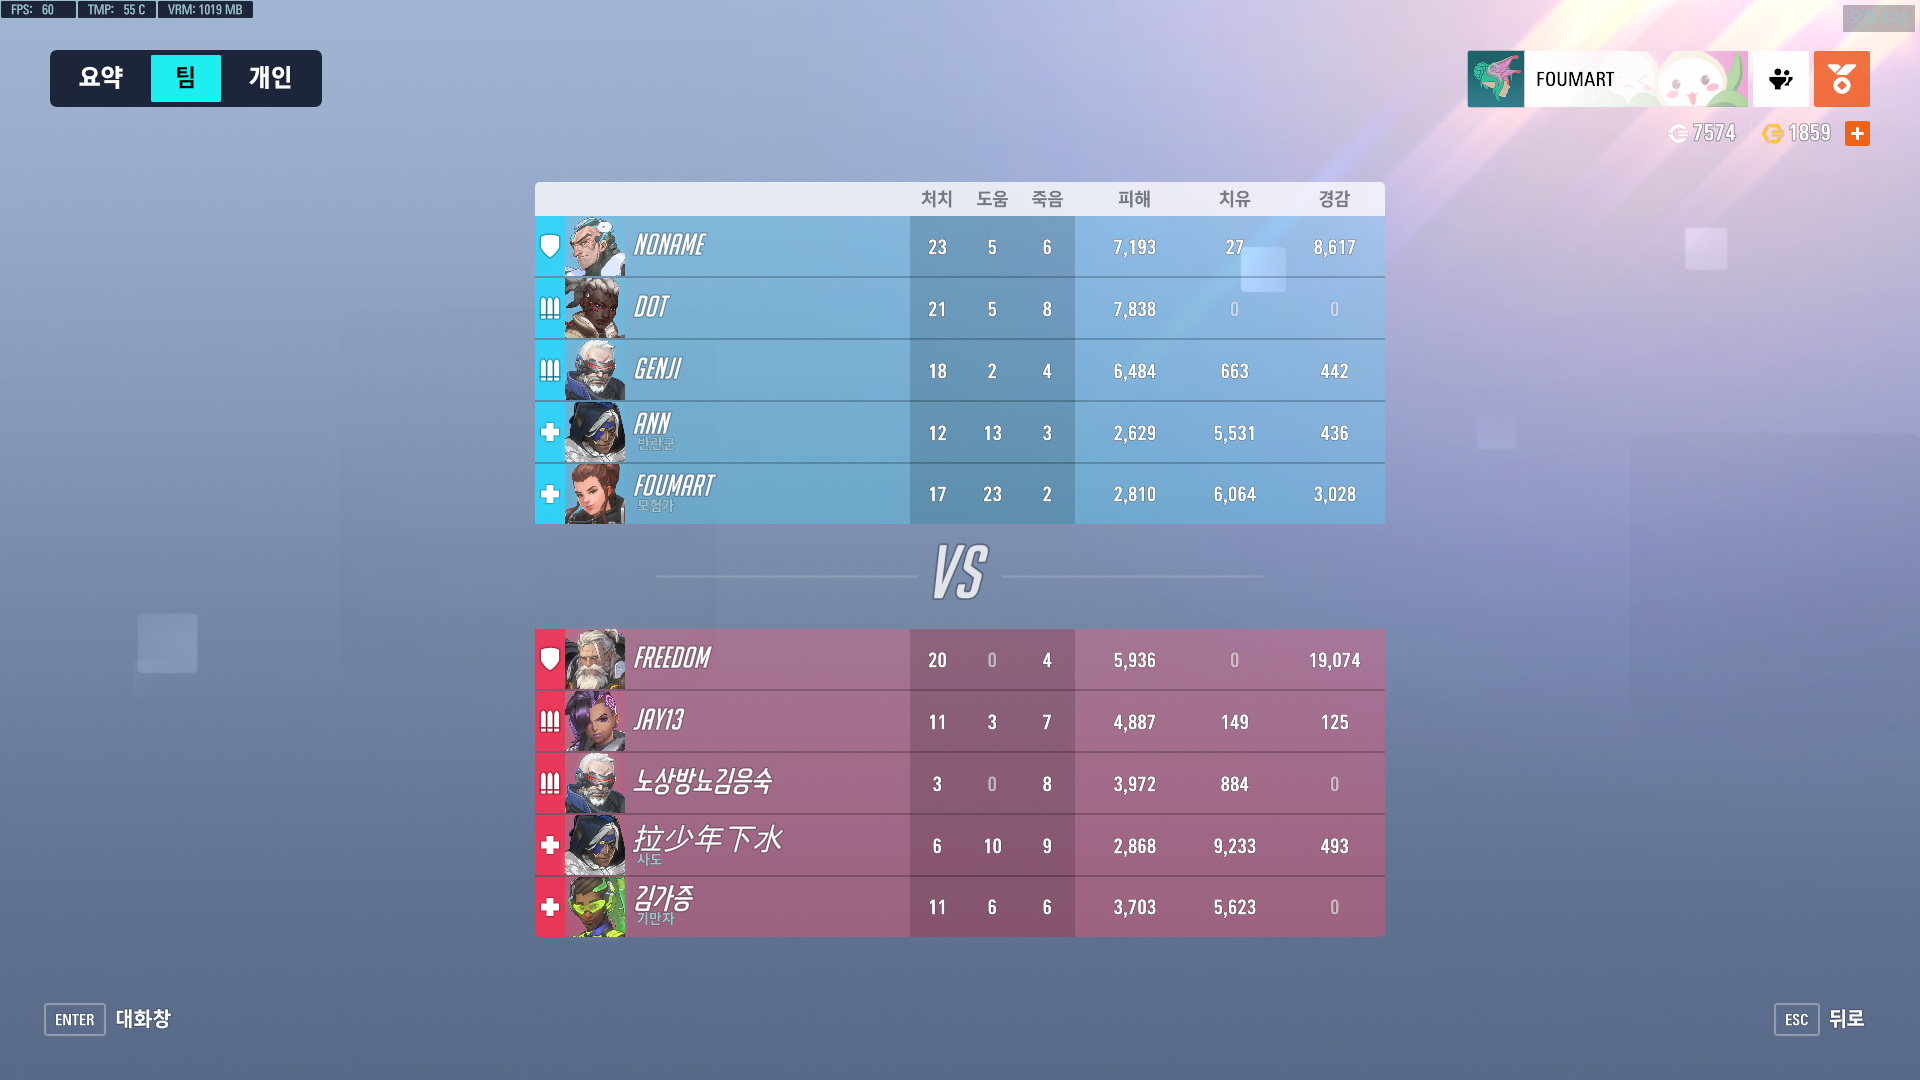 FPS: 60 TMP: 55 C VRM: 1019 MB
요약 팀 개인
FOUMART
7574 1859 +
처치 도움 죽음 피해 치유 경감
NONAME 23 5 6 7,193 27 8,617
DOT 21 5 8 7,838 0 0
GENJI 18 2 4 6,484 663 442
ANN 12 13 3 2,629 5,531 436
반란군
FOUMART 17 23 2 2,810 6,064 3,028
모험가
VS
FREEDOM 20 0 4 5,936 0 19,074
JAY13 11 3 7 4,887 149 125
노상방뇨김응숙 3 0 8 3,972 884 0
拉少年下水 6 10 9 2,868 9,233 493
사도
김가증 11 6 6 3,703 5,623 0
기만자
ENTER 대화창
ESC 뒤로